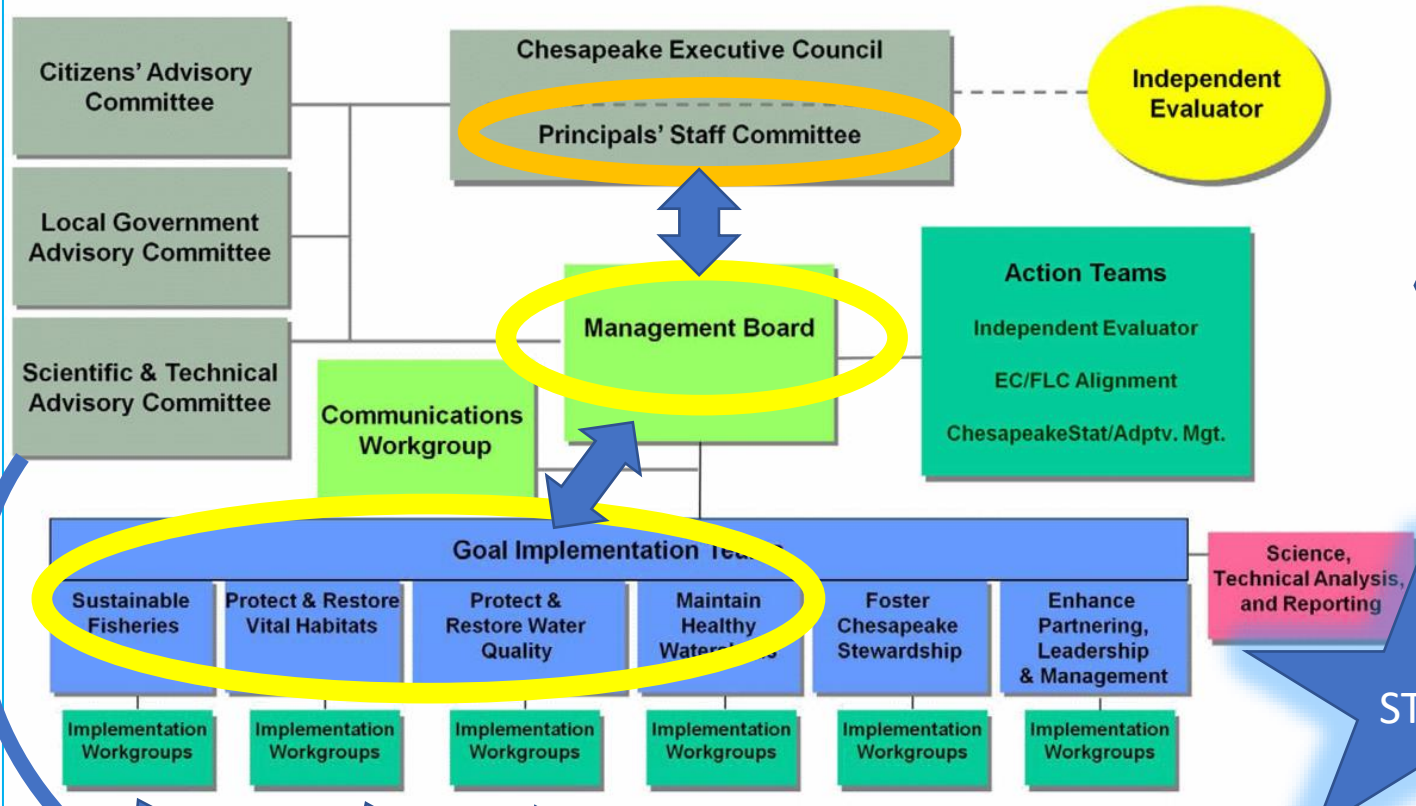 Citizens' Advisory
Committee
Chesapeake Executive Council
Principals' Staff Committee
Independent
Evaluator
Local Government
Advisory Committee
Scientific & Technical
Advisory Committee
Management Board
Communications
Workgroup
Action Teams
Independent Evaluator
EC/FLC Alignment
ChesapeakeStat/Adptv. Mgt.
Goal Implementation
Science,
Technical Analysis,
and Reporting
Sustainable
Fisheries
Protect & Restore
Vital Habitats
Protect &
Restore Water
Quality
Maintain
Healthy
Foster
Chesapeake
Stewardship
Enhance
Partnering,
Leadership
& Management
ST
Implementation
Workgroups
Implementation
Workgroups
Implementation
Workgroups
Implementation
Workgroups
Implementation
Workgroups
Implementation
Workgroups